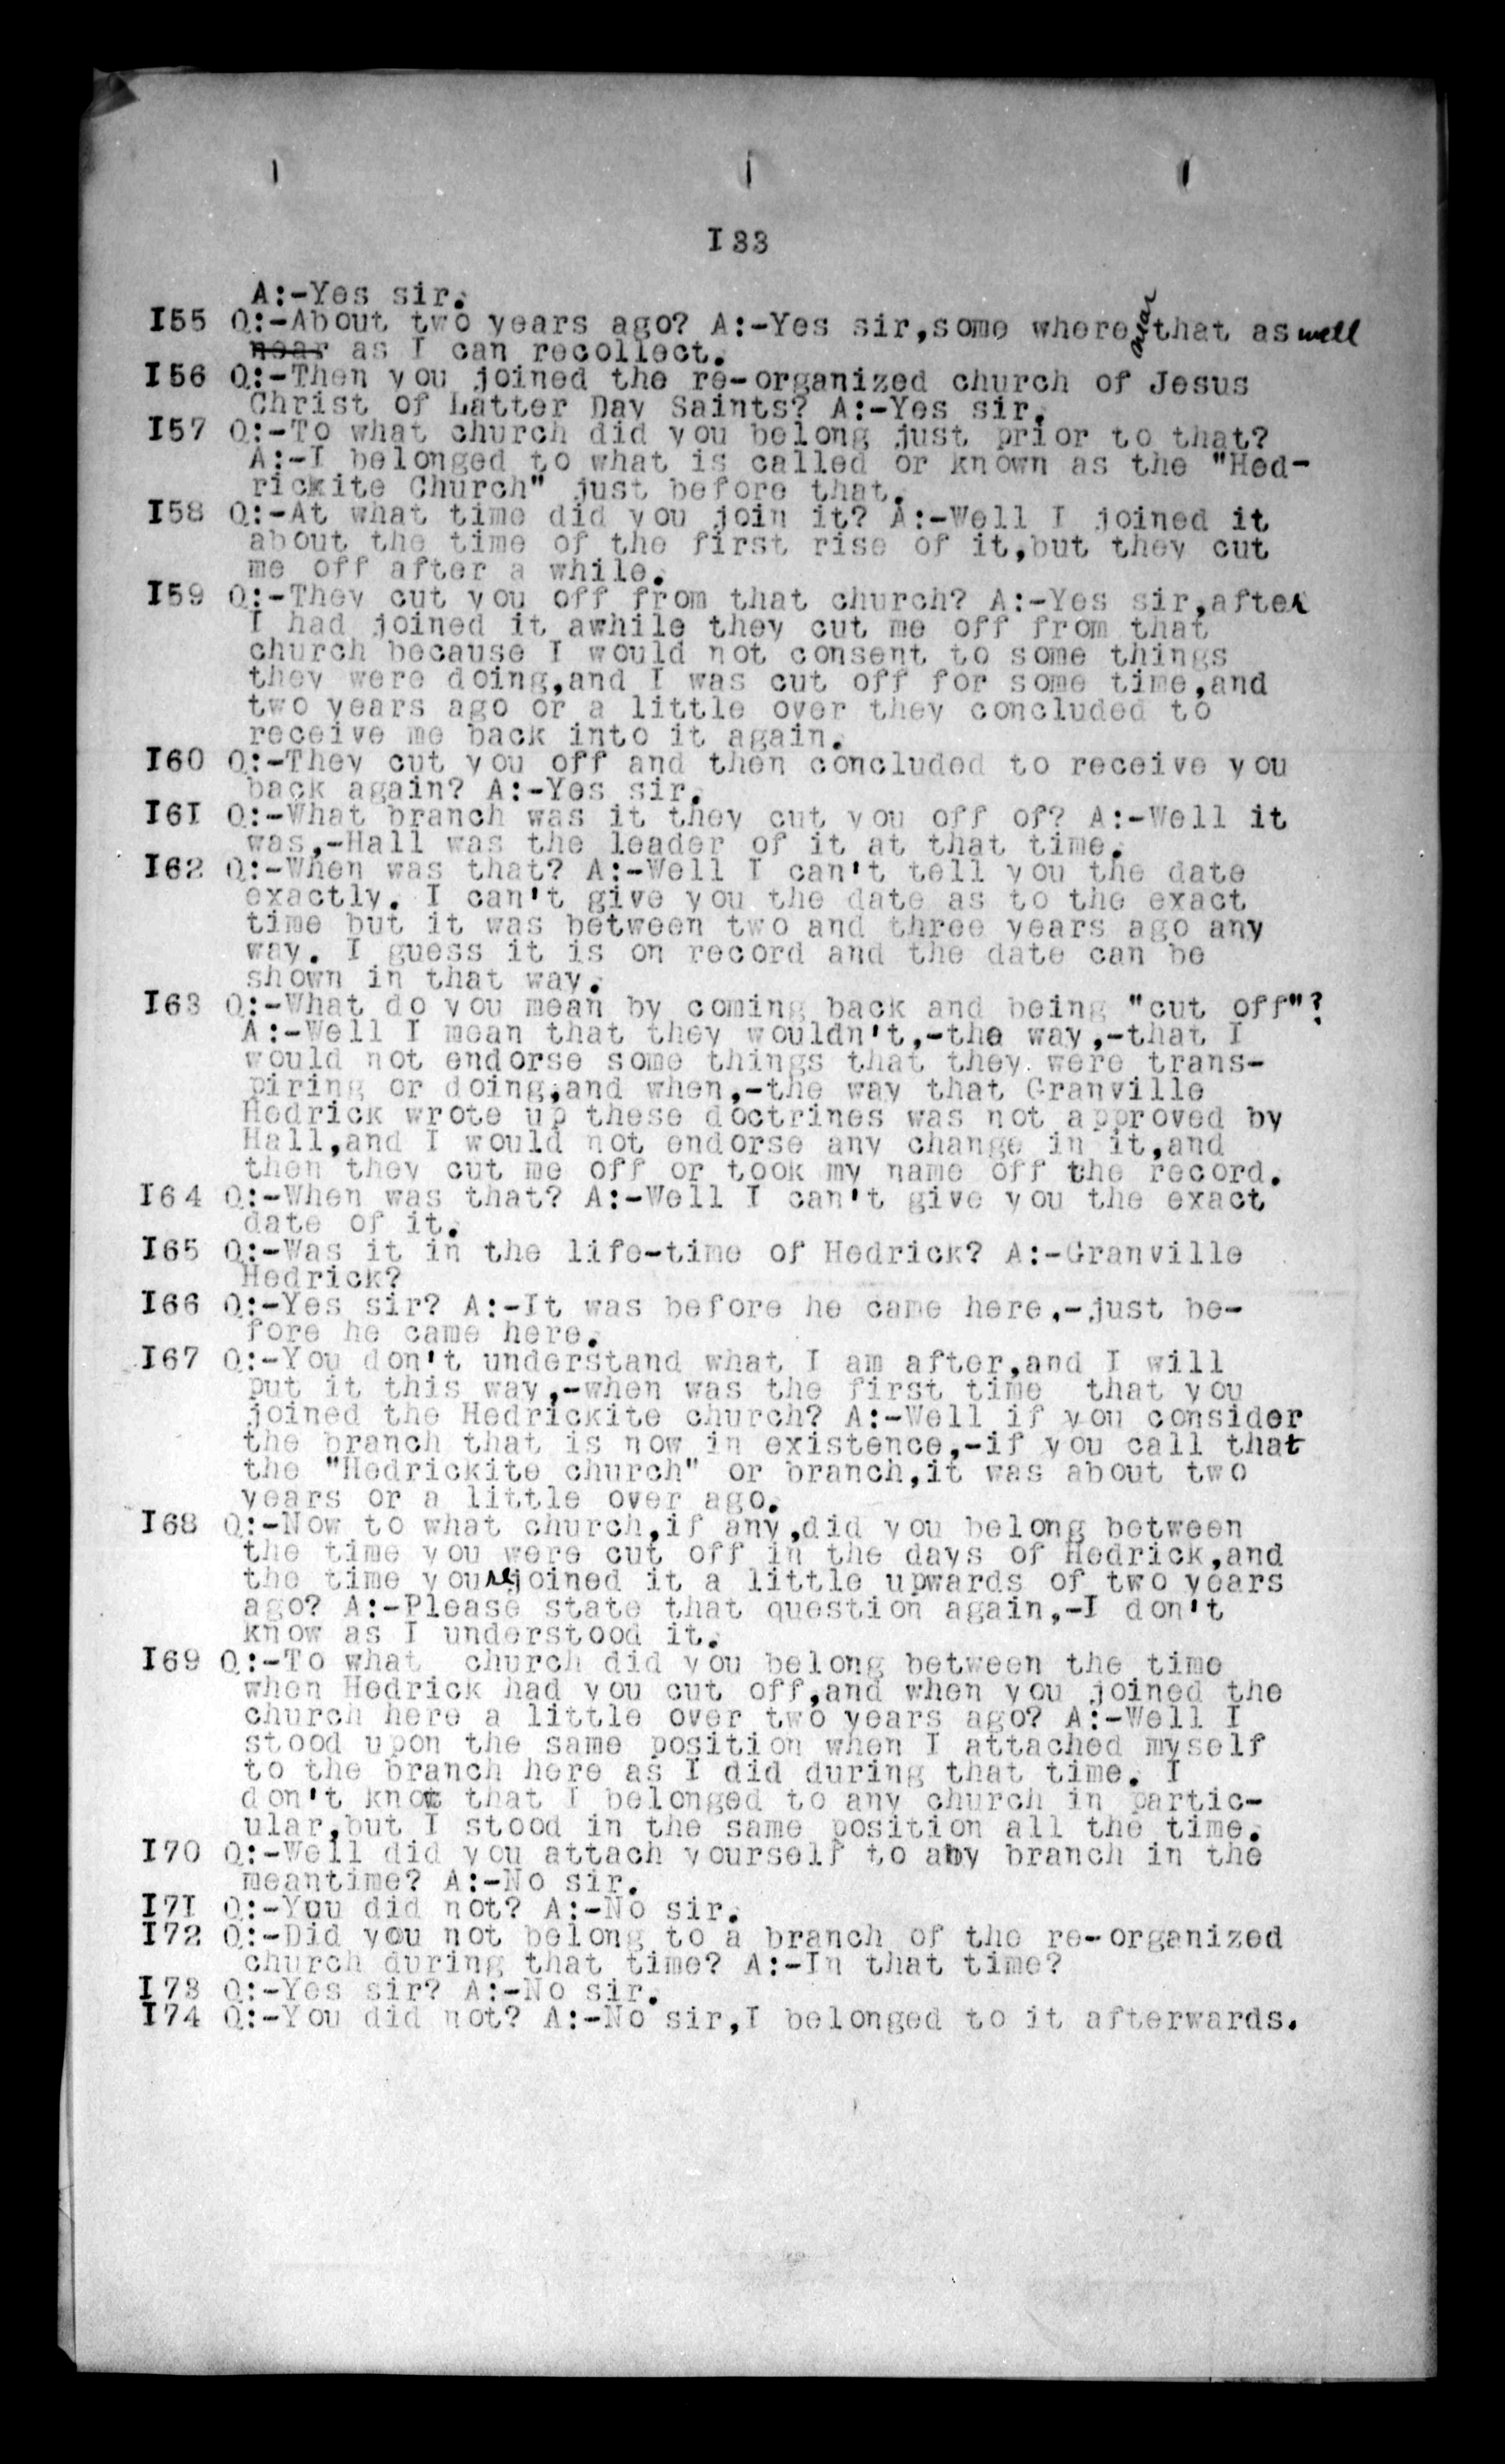 I33
A:-Yes sir.
I55 Q:-About two years ago? A:-Yes sir,some where near that as well
near as I can recollect.
I56 Q:-Then you joined the re-organized church of Jesus
Christ of Latter Day Saints? A:-Yes sir.
I57 Q:-To what church did you belong just prior to that?
A:-I belonged to what is called or known as the "Hed-
rickite Church" just before that.
I58 Q:-At what time did you join it? A:-Well I joined it
about the time of the first rise of it,but they cut
me off after a while.
I59 Q:-They cut you off from that church? A:-Yes sir,after
I had joined it awhile they cut me off from that
church because I would not consent to some things
they were doing,and I was cut off for some time,and
two years ago or a little over they concluded to
receive me back into it again.
I60 Q:-They cut you off and then concluded to receive you
back again? A:-Yes sir.
I61 Q:-What branch was it they cut you off of? A:-Well it
was,-Hall was the leader of it at that time.
I62 Q:-When was that? A:-Well I can't tell you the date
exactly. I can't give you the date as to the exact
time but it was between two and three years ago any
way. I guess it is on record and the date can be
shown in that way.
I63 Q:-What do you mean by coming back and being "cut off"?
A:-Well I mean that they wouldn't,-the way,-that I
would not endorse some things that they were trans-
piring or doing,and when,-the way that Granville
Hedrick wrote up these doctrines was not approved by
Hall,and I would not endorse any change in it,and
then they cut me off or took my name off the record.
I64 Q:-When was that? A:-Well I can't give you the exact
date of it.
I65 Q:-Was it in the life-time of Hedrick? A:-Granville
Hedrick?
I66 Q:-Yes sir? A:-It was before he came here,-just be-
fore he came here.
I67 Q:-You don't understand what I am after,and I will
put it this way,-when was the first time that you
joined the Hedrickite church? A:-Well if you consider
the branch that is now in existence,-if you call that
the "Hedrickite church" or branch,it was about two
years or a little over ago.
I68 Q:-Now to what church,if any,did you belong between
the time you were cut off in the days of Hedrick,and
the time you rejoined it a little upwards of two years
ago? A:-Please state that question again,-I don't
know as I understood it.
I69 Q:-To what church did you belong between the time
when Hedrick had you cut off,and when you joined the
church here a little over two years ago? A:-Well I
stood upon the same position when I attached myself
to the branch here as I did during that time. I
don't know that I belonged to any church in partic-
ular,but I stood in the same position all the time.
I70 Q:-Well did you attach yourself to any branch in the
meantime? A:-No sir.
I71 Q:-You did not? A:-No sir.
I72 Q:-Did you not belong to a branch of the re-organized
church during that time? A:-In that time?
I73 Q:-Yes sir? A:-No sir.
I74 Q:-You did not? A:-No sir,I belonged to it afterwards.